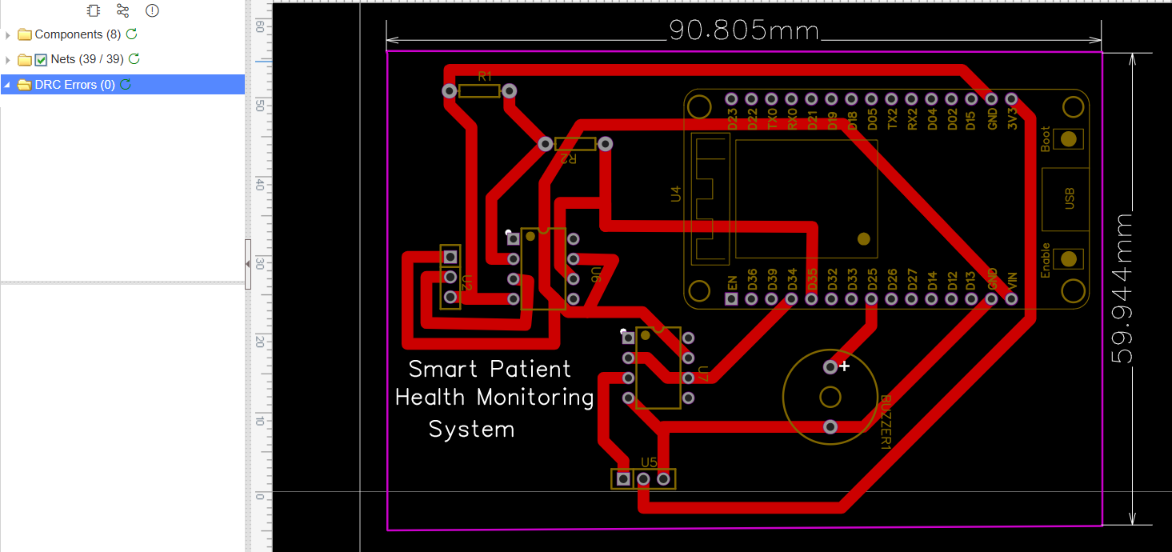 Components (8)
Nets (39 / 39)
DRC Errors (0)
60
50
40
30
20
10
0
90.805mm
59.944mm
R1
R2
U4
D23 D22 TX0 RX0 D21 D19 D18 D05 TX2 RX2 D04 D02 D15 GND 3V3
Boot
USB
Enable
EN D36 D39 D34 D35 D32 D33 D25 D26 D27 D14 D12 D13 GND VIN
U2
U6
U7
+
BUZZER1
U5
Smart Patient
Health Monitoring
System